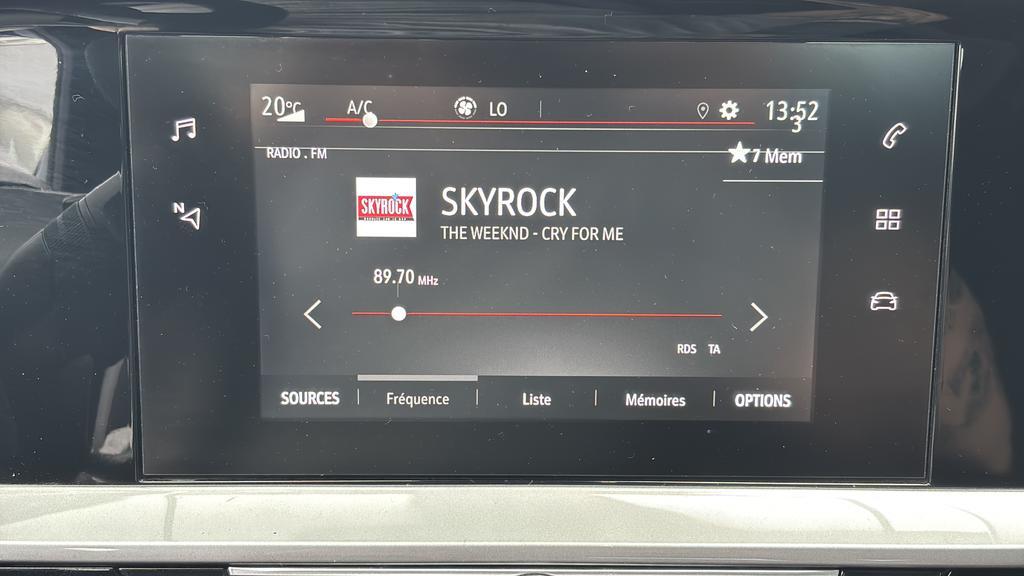 20°C A/C LO 13:52
3
RADIO . FM 7 Mem
SKYROCK
SKYROCK
THE WEEKND - CRY FOR ME
89.70 MHz
RDS TA
SOURCES Fréquence Liste Mémoires OPTIONS
N